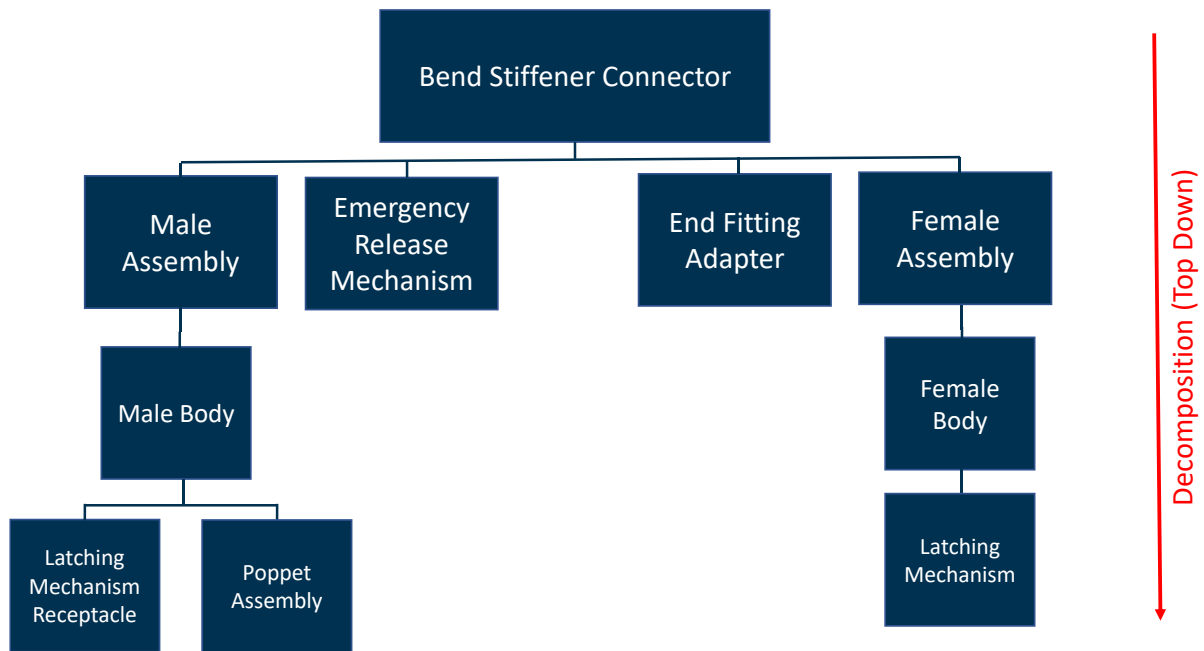 Bend Stiffener Connector
Male
Assembly
Emergency
Release
Mechanism
End Fitting
Adapter
Female
Assembly
Male Body
Female
Body
Latching
Mechanism
Receptacle
Poppet
Assembly
Latching
Mechanism
Decomposition (Top Down)